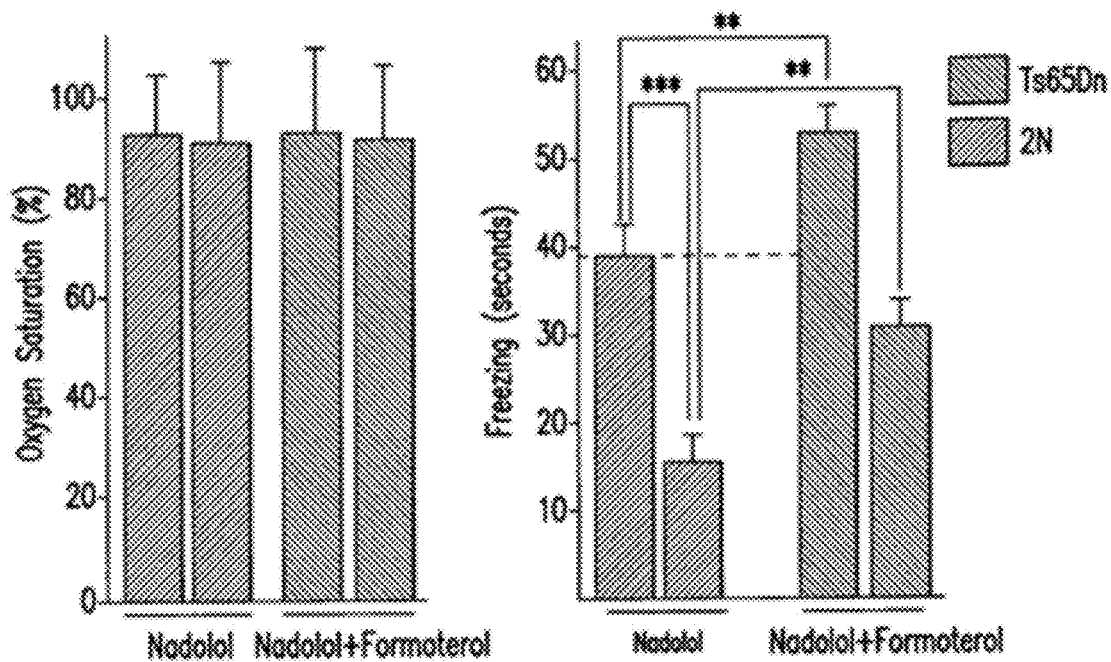 Oxygen Saturation (%)
100
80
60
40
20
0
Nadolol Nadolol+Formoterol
Freezing (seconds)
60
50
40
30
20
10
**
***
**
Nadolol Nadolol+Formoterol
Ts65Dn
2N